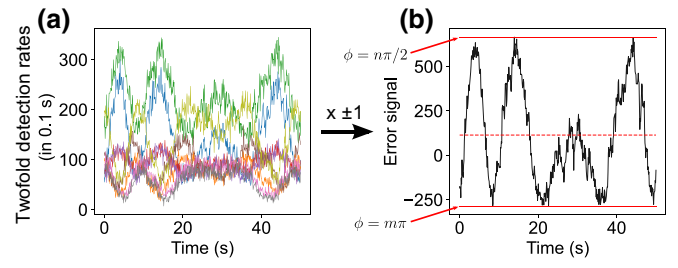 (a)
Twofold detection rates
(in 0.1 s)
300
200
100
0
0
20
40
Time (s)
x ±1
(b)
ϕ = nπ/2
ϕ = mπ
Error signal
500
250
0
−250
0
20
40
Time (s)